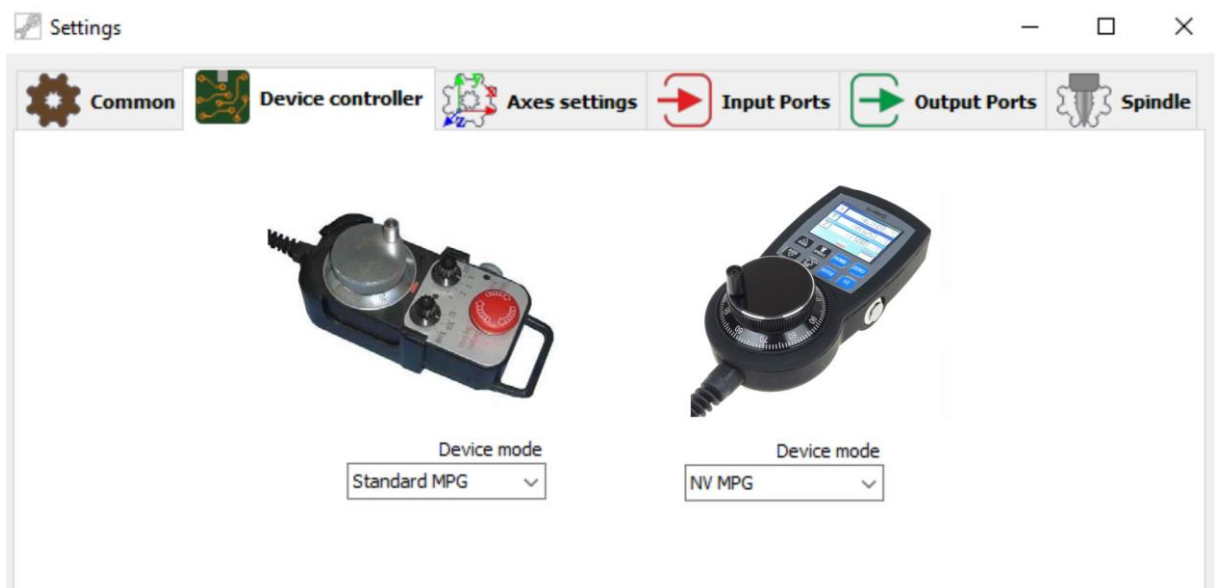 Settings
Common
Device controller
Axes settings
Input Ports
Output Ports
Spindle
Device mode
Standard MPG
Device mode
NV MPG